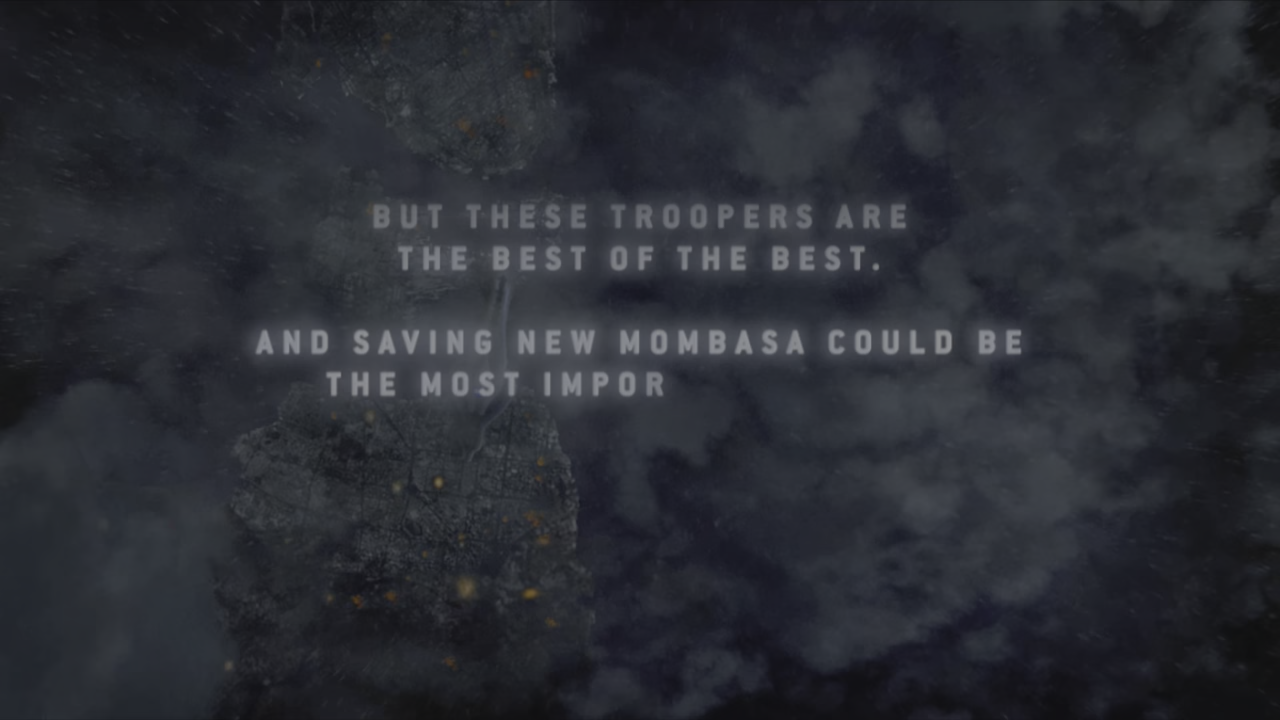 BUT THESE TROOPERS ARE
THE BEST OF THE BEST.
AND SAVING NEW MOMBASA COULD BE
THE MOST IMPOR